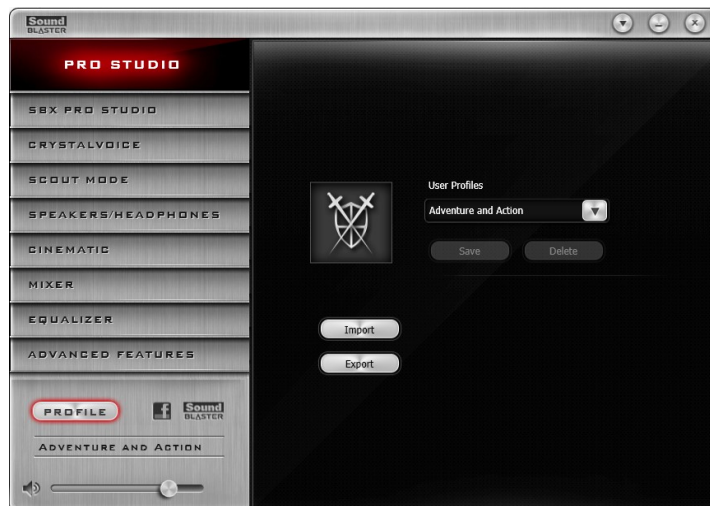 Sound
BLASTER
PRO STUDIO
SBX PRO STUDIO
CRYSTALVOICE
SCOUT MODE
SPEAKERS/HEADPHONES
CINEMATIC
MIXER
EQUALIZER
ADVANCED FEATURES
PROFILE
f
Sound
BLASTER
ADVENTURE AND ACTION
User Profiles
Adventure and Action
Save
Delete
Import
Export